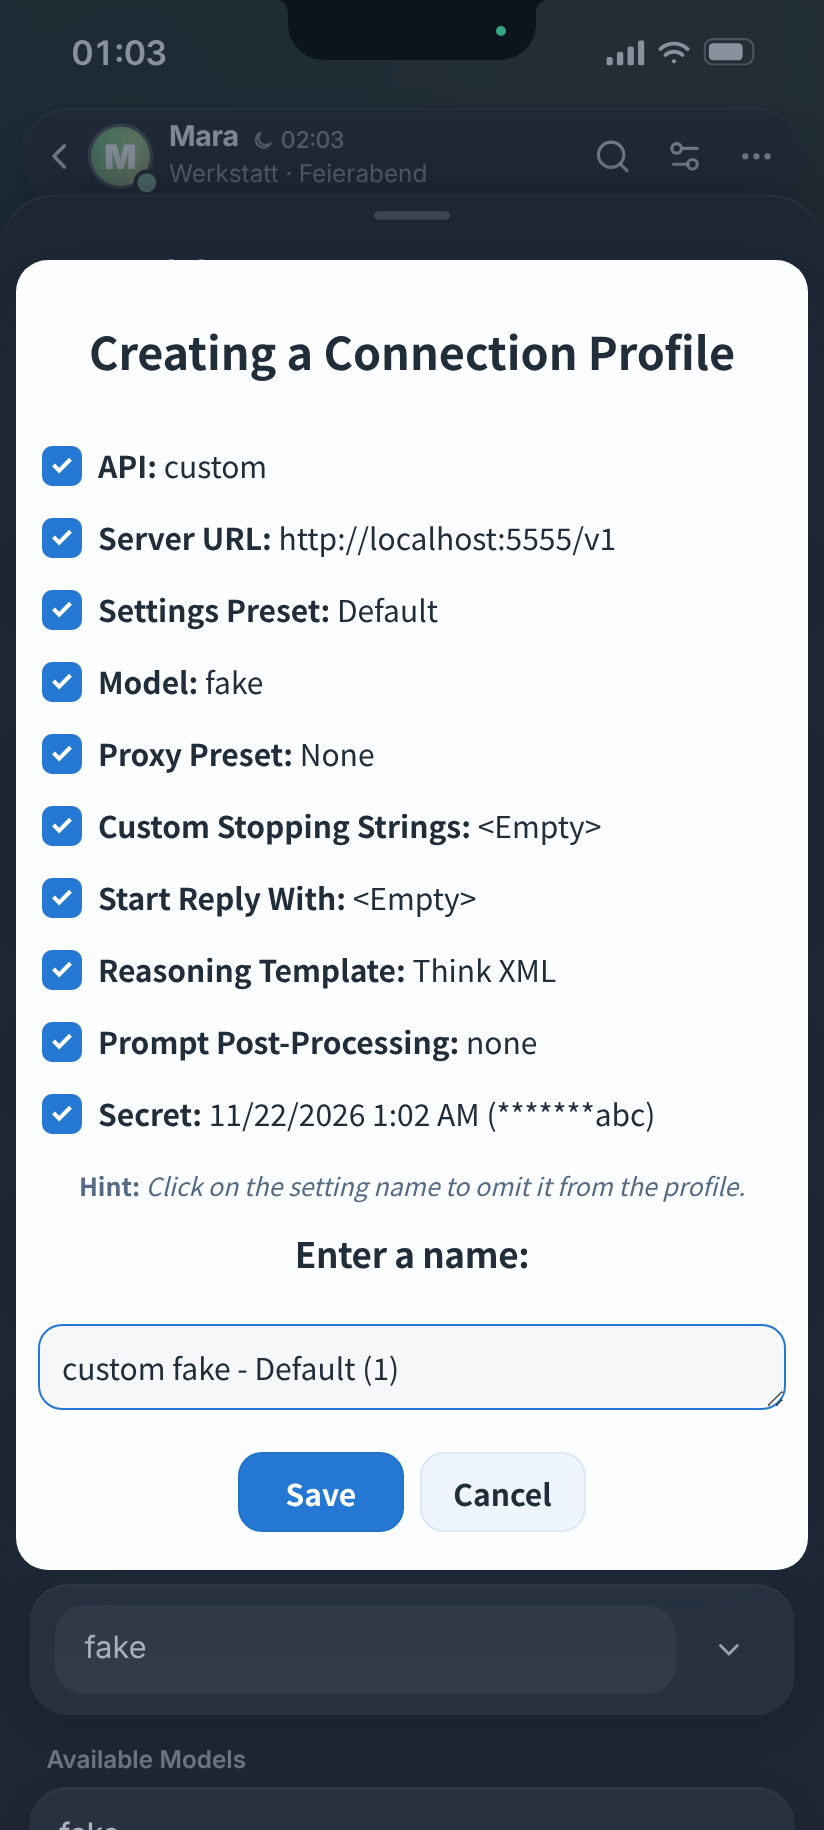 01:03
M
Mara 02:03
Werkstatt · Feierabend
Creating a Connection Profile
API: custom
Server URL: http://localhost:5555/v1
Settings Preset: Default
Model: fake
Proxy Preset: None
Custom Stopping Strings: <Empty>
Start Reply With: <Empty>
Reasoning Template: Think XML
Prompt Post-Processing: none
Secret: 11/22/2026 1:02 AM (*******abc)
Hint: Click on the setting name to omit it from the profile.
Enter a name:
custom fake - Default (1)
Save
Cancel
fake
Available Models